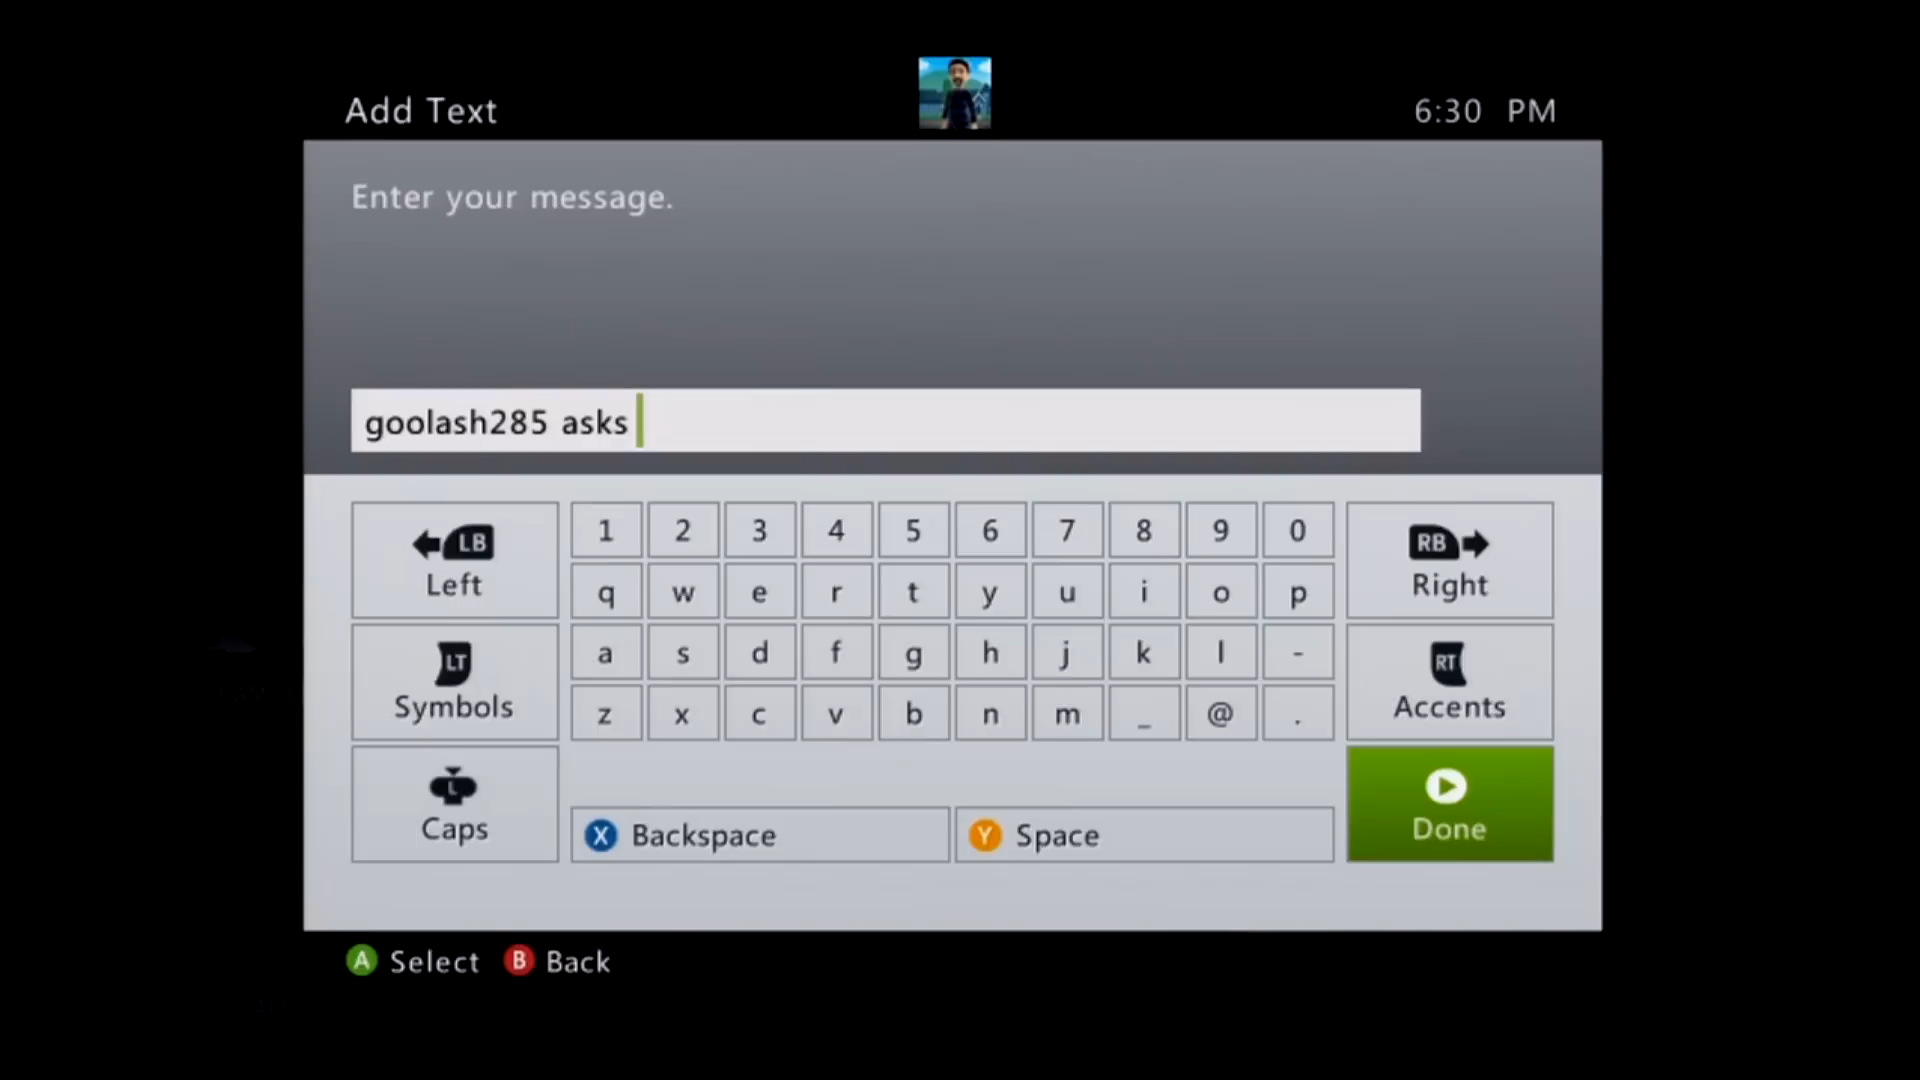 Add Text
6:30 PM
Enter your message.
goolash285 asks
LB
Left
1 2 3 4 5 6 7 8 9 0
RB
Right
q w e r t y u i o p
LT
Symbols
a s d f g h j k l -
RT
Accents
z x c v b n m _ @ .
L
Caps
X Backspace
Y Space
Done
A Select B Back